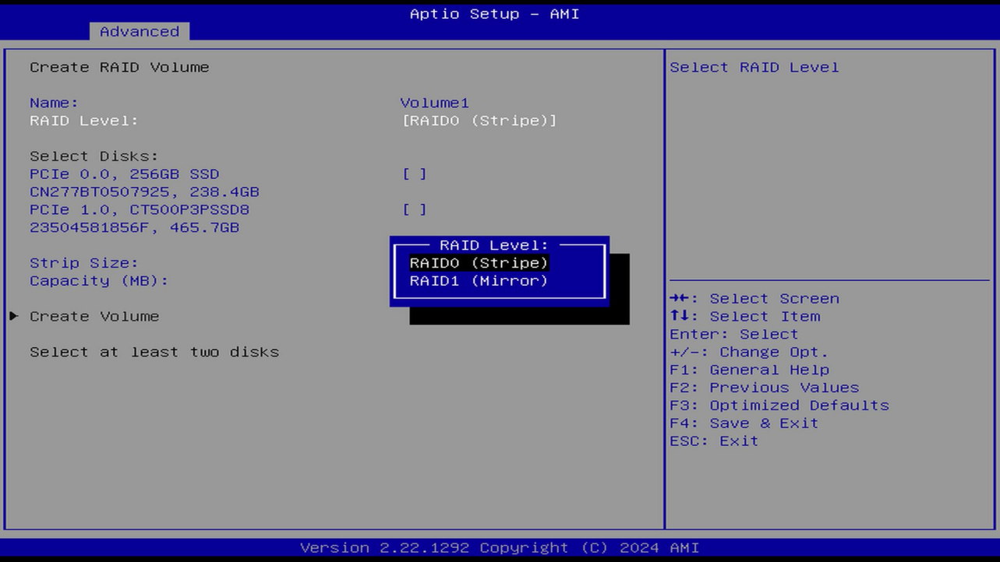 Aptio Setup - AMI
Advanced
Create RAID Volume
Name: Volume1
RAID Level: [RAID0 (Stripe)]
Select Disks:
PCIe 0.0, 256GB SSD [ ]
CN277BT0507925, 238.4GB
PCIe 1.0, CT500P3PSSD8 [ ]
23504581856F, 465.7GB
Strip Size:
Capacity (MB):
► Create Volume
Select at least two disks
RAID Level:
RAID0 (Stripe)
RAID1 (Mirror)
Select RAID Level
→←: Select Screen
↑↓: Select Item
Enter: Select
+/-: Change Opt.
F1: General Help
F2: Previous Values
F3: Optimized Defaults
F4: Save & Exit
ESC: Exit
Version 2.22.1292 Copyright (C) 2024 AMI